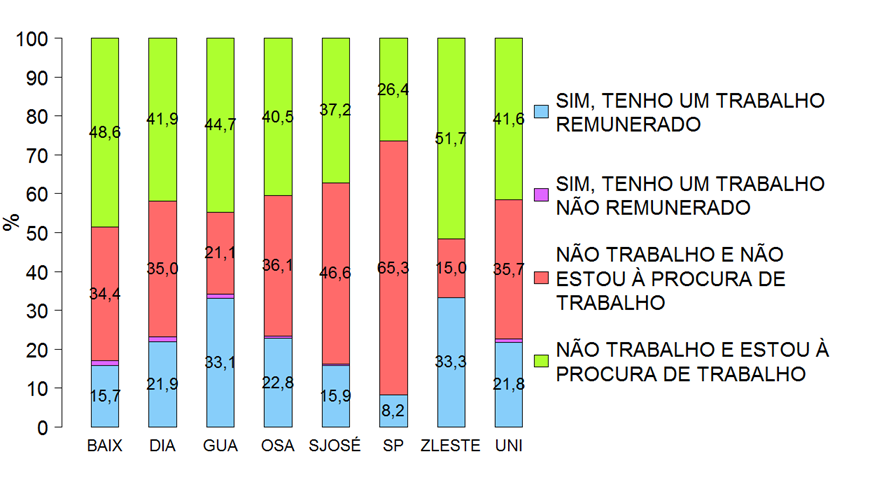 100
90
80
70
60
50
40
30
20
10
0
%
48,6 41,9 44,7 40,5 37,2 26,4 51,7 41,6
34,4 35,0 21,1 36,1 46,6 65,3 15,0 35,7
15,7 21,9 33,1 22,8 15,9 8,2 33,3 21,8
BAIX DIA GUA OSA SJOSÉ SP ZLESTE UNI
SIM, TENHO UM TRABALHO
REMUNERADO
SIM, TENHO UM TRABALHO
NÃO REMUNERADO
NÃO TRABALHO E NÃO
ESTOU À PROCURA DE
TRABALHO
NÃO TRABALHO E ESTOU À
PROCURA DE TRABALHO